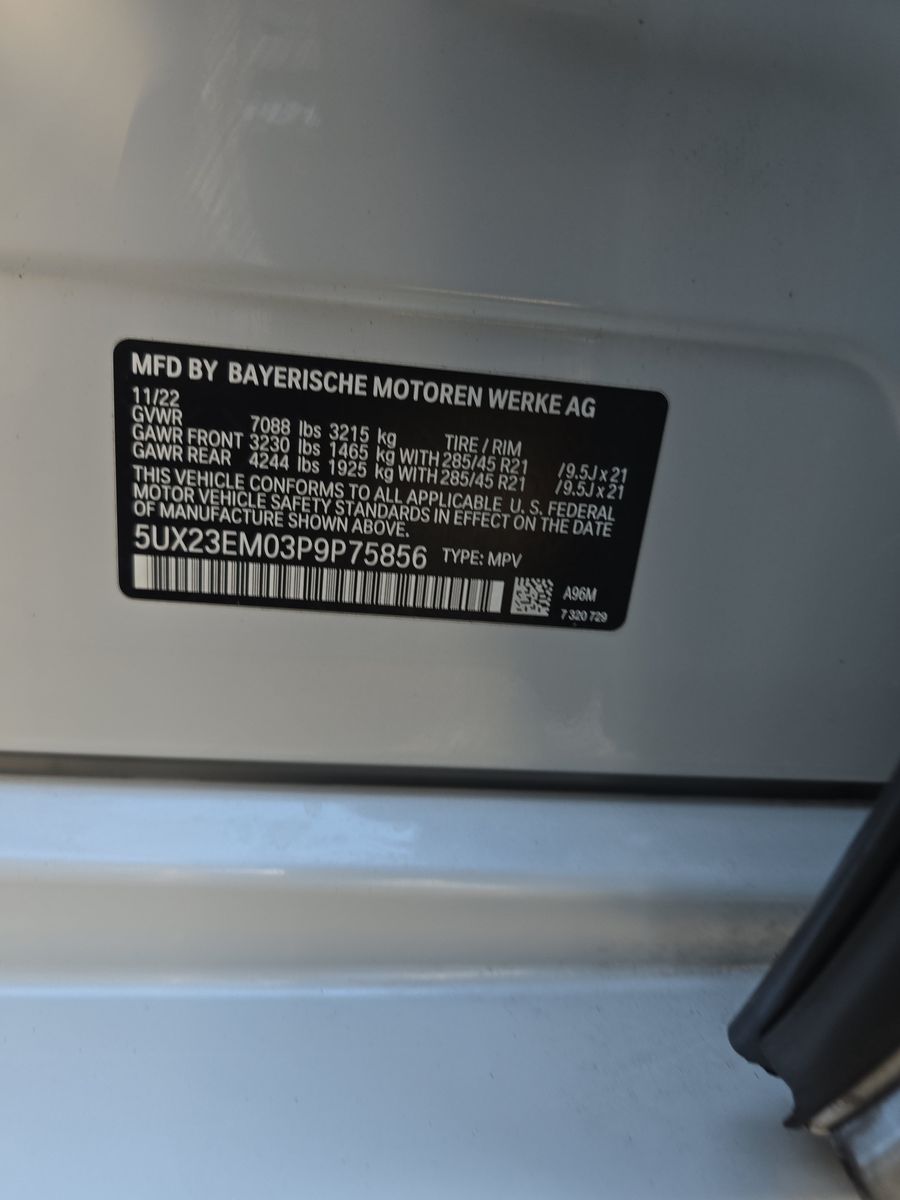 MFD BY BAYERISCHE MOTOREN WERKE AG
11/22
GVWR 7088 lbs 3215 kg TIRE / RIM
GAWR FRONT 3230 lbs 1465 kg WITH 285/45 R21 /9.5J x 21
GAWR REAR 4244 lbs 1925 kg WITH 285/45 R21 /9.5J x 21
THIS VEHICLE CONFORMS TO ALL APPLICABLE U. S. FEDERAL
MOTOR VEHICLE SAFETY STANDARDS IN EFFECT ON THE DATE
OF MANUFACTURE SHOWN ABOVE.
5UX23EM03P9P75856 TYPE: MPV
A96M
7 320 729